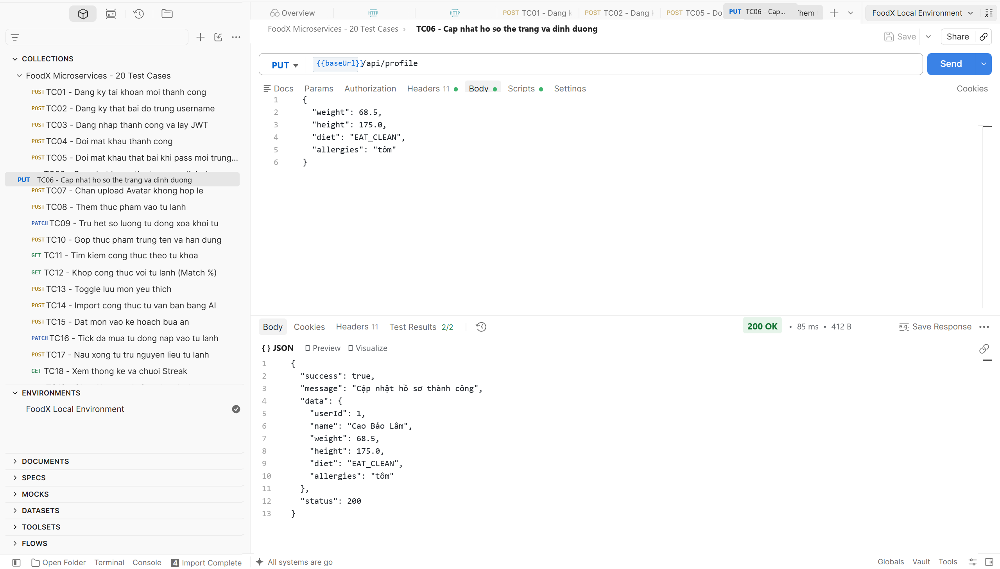 Overview
HTTP
HTTP
POST TC01 - Dang
POST TC02 - Dang
POST TC05 - Doi
PUT TC06 - Cap...
hem
FoodX Local Environment
FoodX Microservices - 20 Test Cases › TC06 - Cap nhat ho so the trang va dinh duong
Save
Share
COLLECTIONS
FoodX Microservices - 20 Test Cases
POST TC01 - Dang ky tai khoan moi thanh cong
POST TC02 - Dang ky that bai do trung username
POST TC03 - Dang nhap thanh cong va lay JWT
POST TC04 - Doi mat khau thanh cong
POST TC05 - Doi mat khau that bai khi pass moi trung...
PUT TC06 - Cap nhat ho so the trang va dinh duong
POST TC07 - Chan upload Avatar khong hop le
POST TC08 - Them thuc pham vao tu lanh
PATCH TC09 - Tru het so luong tu dong xoa khoi tu
POST TC10 - Gop thuc pham trung ten va han dung
GET TC11 - Tim kiem cong thuc theo tu khoa
GET TC12 - Khop cong thuc voi tu lanh (Match %)
POST TC13 - Toggle luu mon yeu thich
POST TC14 - Import cong thuc tu van ban bang AI
POST TC15 - Dat mon vao ke hoach bua an
PATCH TC16 - Tick da mua tu dong nap vao tu lanh
POST TC17 - Nau xong tu tru nguyen lieu tu lanh
GET TC18 - Xem thong ke va chuoi Streak
ENVIRONMENTS
FoodX Local Environment
DOCUMENTS
SPECS
MOCKS
DATASETS
TOOLSETS
FLOWS
PUT {{baseUrl}}/api/profile
Send
Docs Params Authorization Headers 11 Body Scripts Settings Cookies
1 {
2 "weight": 68.5,
3 "height": 175.0,
4 "diet": "EAT_CLEAN",
5 "allergies": "tôm"
6 }
Body Cookies Headers 11 Test Results 2/2
200 OK • 85 ms • 412 B
e.g. Save Response
{ } JSON Preview Visualize
1 {
2 "success": true,
3 "message": "Cập nhật hồ sơ thành công",
4 "data": {
5 "userId": 1,
6 "name": "Cao Bảo Lâm",
7 "weight": 68.5,
8 "height": 175.0,
9 "diet": "EAT_CLEAN",
10 "allergies": "tôm"
11 },
12 "status": 200
13 }
Open Folder Terminal Console 4 Import Complete All systems are go Globals Vault Tools